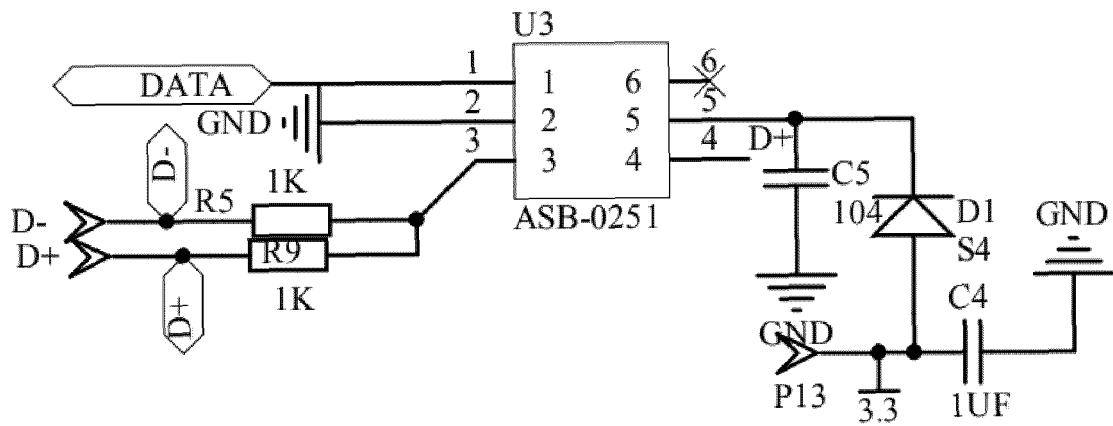 U3
DATA
1
1
6
6
GND
2
2
5
5
3
3
4
4
D+
D-
R5
1K
ASB-0251
C5
104
D1
S4
GND
D-
D+
R9
1K
D+
GND
C4
P13
3.3
1UF